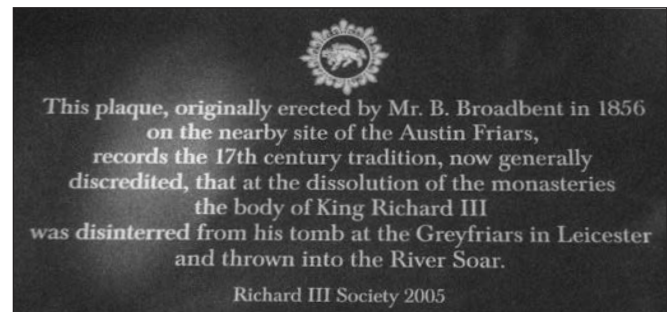 This plaque, originally erected by Mr. B. Broadbent in 1856
on the nearby site of the Austin Friars,
records the 17th century tradition, now generally
discredited, that at the dissolution of the monasteries
the body of King Richard III
was disinterred from his tomb at the Greyfriars in Leicester
and thrown into the River Soar.
Richard III Society 2005